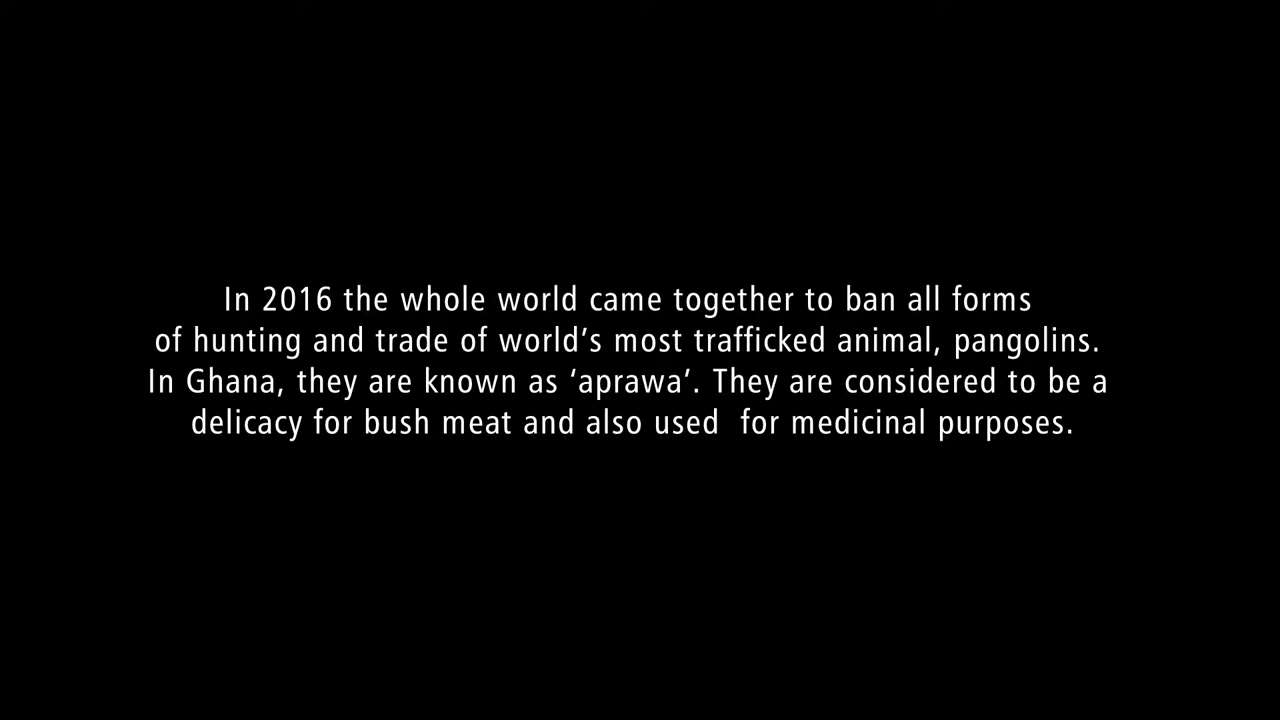 In 2016 the whole world came together to ban all forms
of hunting and trade of world’s most trafficked animal, pangolins.
In Ghana, they are known as ‘aprawa’. They are considered to be a
delicacy for bush meat and also used  for medicinal purposes.